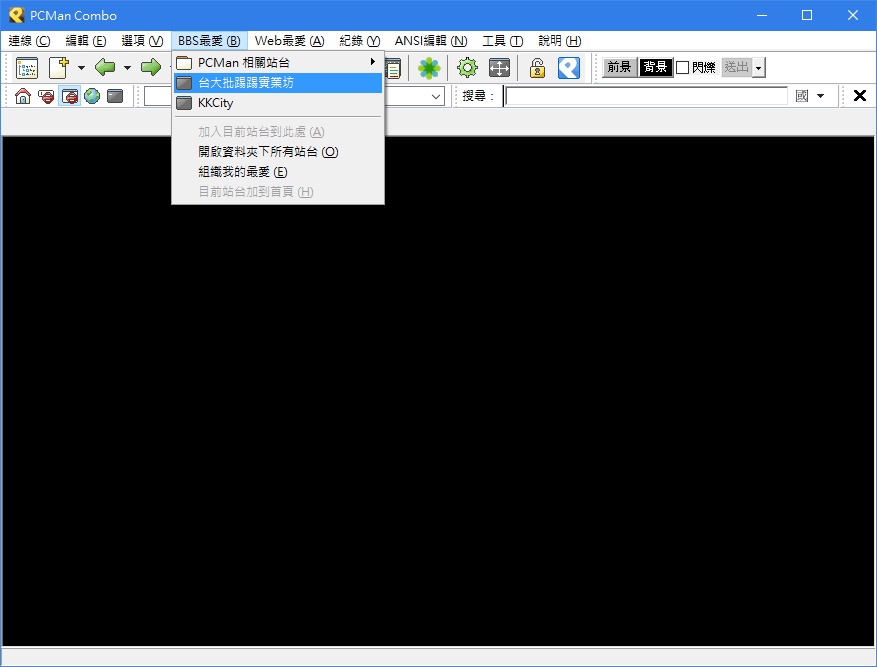 PCMan Combo
連線 (C) 編輯 (E) 選項 (V) BBS最愛 (B) Web最愛 (A) 紀錄 (Y) ANSI編輯 (N) 工具 (T) 說明 (H)
前景 背景 閃爍 送出
搜尋： 國
PCMan 相關站台
台大批踢踢實業坊
KKCity
加入目前站台到此處 (A)
開啟資料夾下所有站台 (O)
組織我的最愛 (E)
目前站台加到首頁 (H)